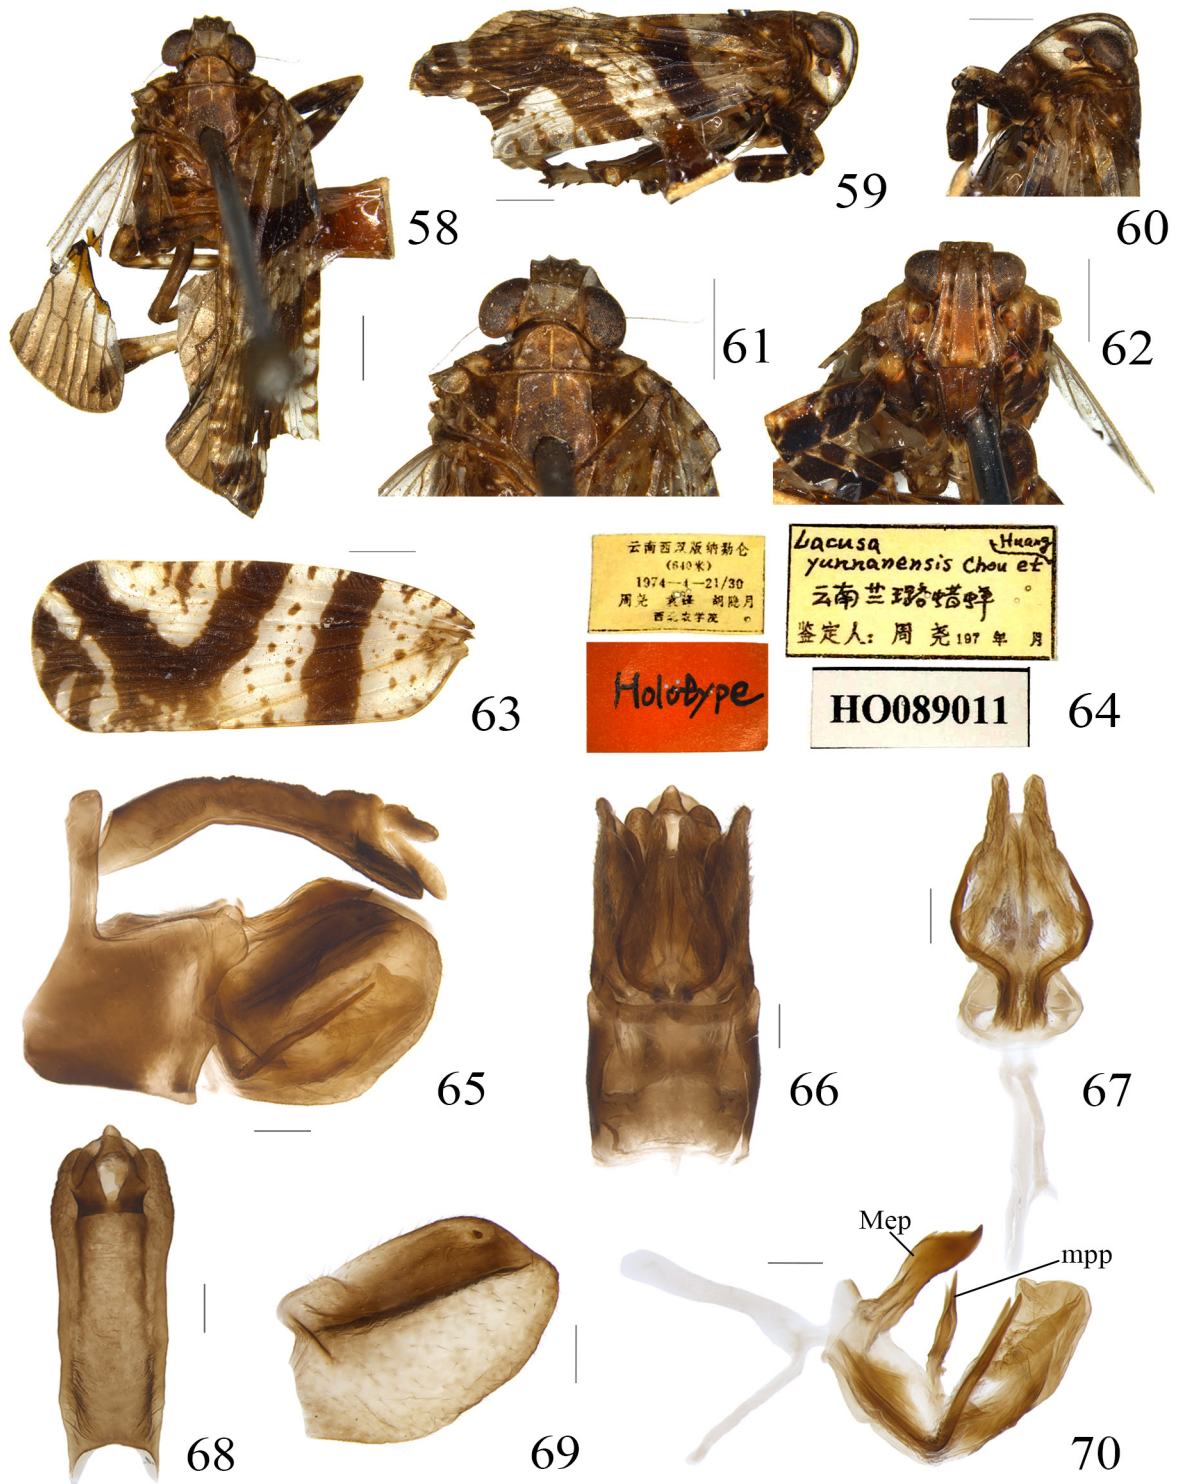 58
59
60
61
62
63
云南西双版纳勐仑
(640米)
1974—4—21/30
周尧 袁锋 胡隐月
西北农学院
Holotype
Lacusa
yunnanensis Chou et Huang
云南兰璐蜡蝉
鉴定人: 周 尧 197 年 月
HO089011
64
65
66
67
68
69
Mep
mpp
70